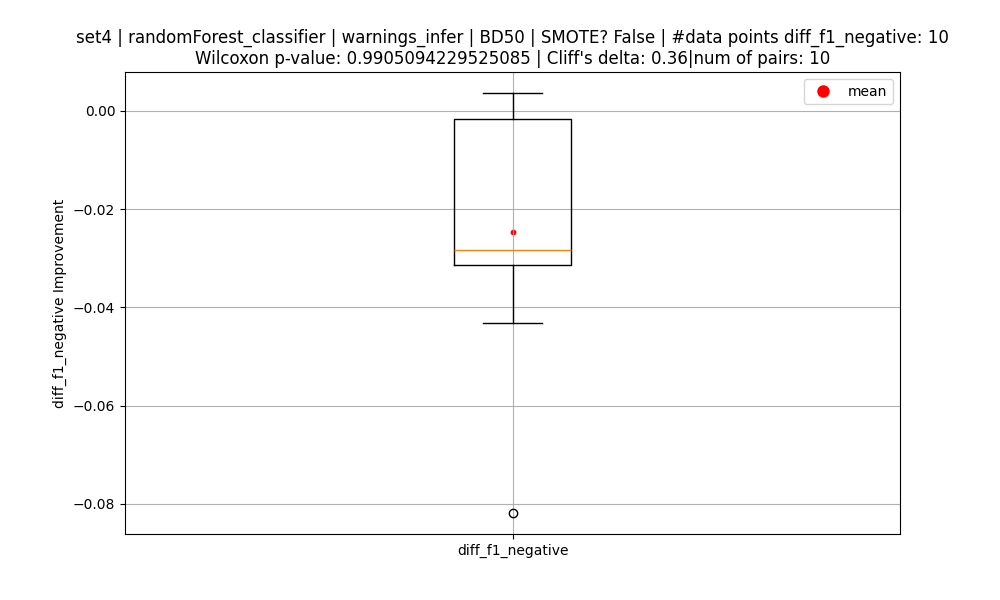 set4 | randomForest_classifier | warnings_infer | BD50 | SMOTE? False | #data points diff_f1_negative: 10
Wilcoxon p-value: 0.9905094229525085 | Cliff's delta: 0.36|num of pairs: 10
mean
0.00
−0.02
−0.04
−0.06
−0.08
diff_f1_negative Improvement
diff_f1_negative